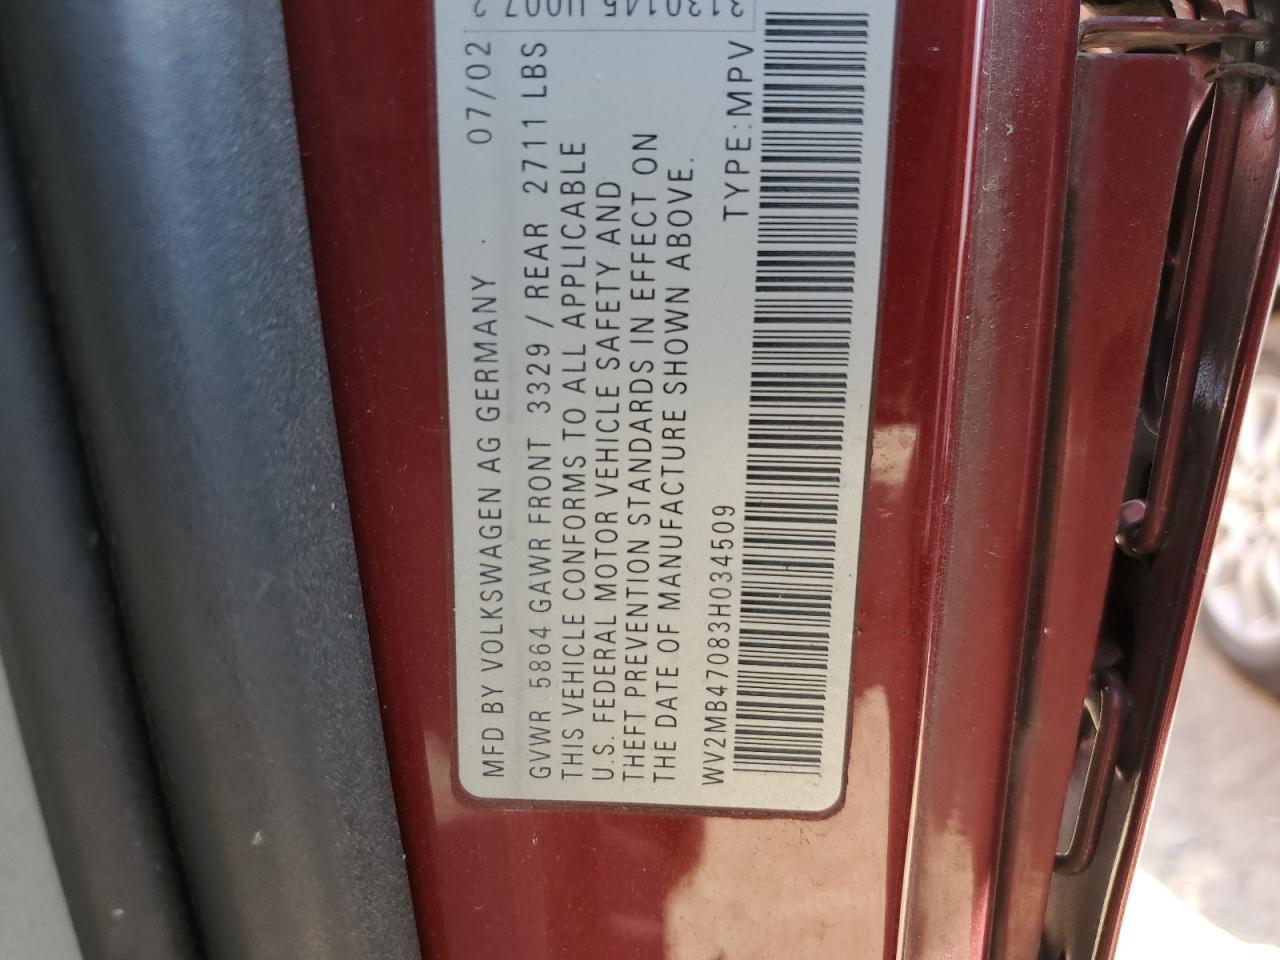 MFD BY VOLKSWAGEN AG GERMANY 07/02
GVWR 5864 GAWR FRONT 3329 / REAR 2711 LBS
THIS VEHICLE CONFORMS TO ALL APPLICABLE
U.S. FEDERAL MOTOR VEHICLE SAFETY AND
THEFT PREVENTION STANDARDS IN EFFECT ON
THE DATE OF MANUFACTURE SHOWN ABOVE.
WV2MB47083H034509 TYPE:MPV